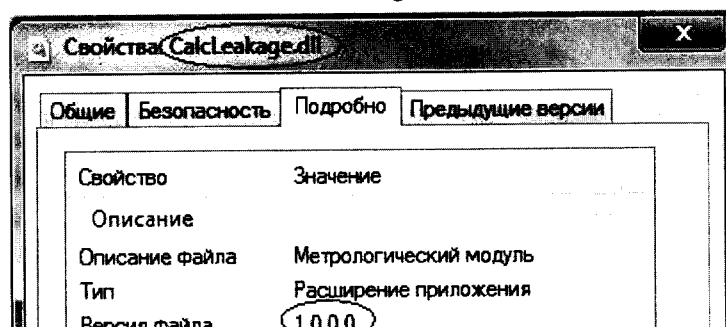 Свойства: CalcLeakage.dll
Общие Безопасность Подробно Предыдущие версии
Свойство Значение
Описание
Описание файла Метрологический модуль
Тип Расширение приложения
Версия файла 1.0.0.0